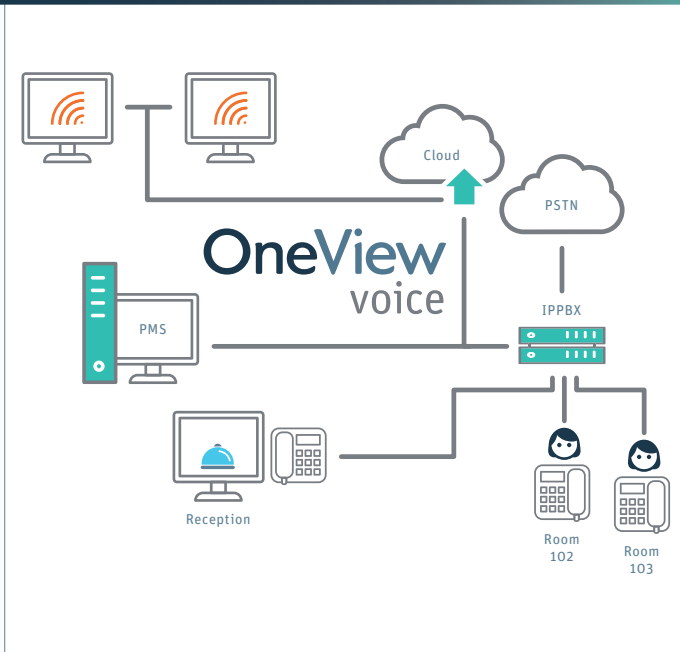 Cloud
PSTN
OneView
voice
IPPBX
PMS
Reception
Room
102
Room
103